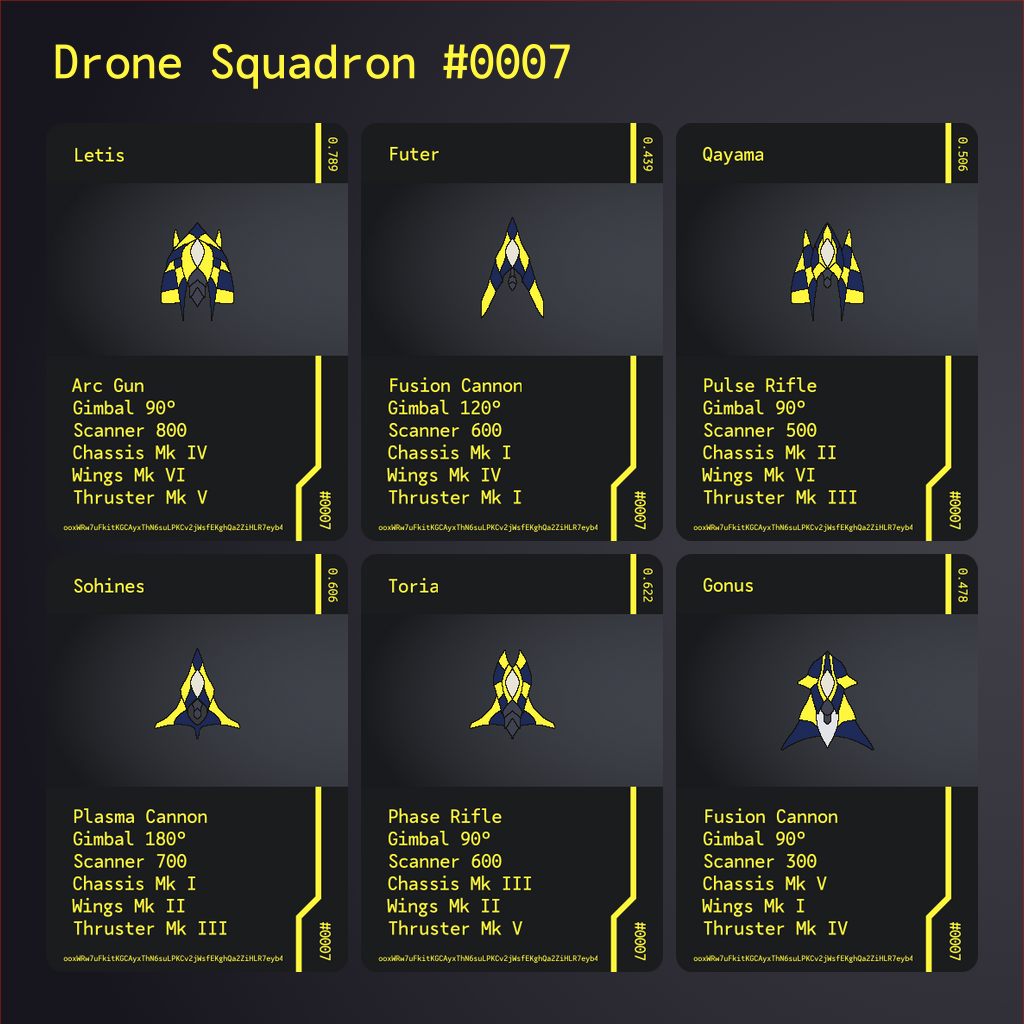 Drone Squadron #0007
Letis
0.789
Arc Gun
Gimbal 90º
Scanner 800
Chassis Mk IV
Wings Mk VI
Thruster Mk V
#0007
ooxWRw7uFkitKGCAyxThN6suLPKCv2jWsfEKghQa2ZiHLR7eyb4
Futer
0.439
Fusion Cannon
Gimbal 120º
Scanner 600
Chassis Mk I
Wings Mk IV
Thruster Mk I
#0007
ooxWRw7uFkitKGCAyxThN6suLPKCv2jWsfEKghQa2ZiHLR7eyb4
Qayama
0.506
Pulse Rifle
Gimbal 90º
Scanner 500
Chassis Mk II
Wings Mk VI
Thruster Mk III
#0007
ooxWRw7uFkitKGCAyxThN6suLPKCv2jWsfEKghQa2ZiHLR7eyb4
Sohines
0.606
Plasma Cannon
Gimbal 180º
Scanner 700
Chassis Mk I
Wings Mk II
Thruster Mk III
#0007
ooxWRw7uFkitKGCAyxThN6suLPKCv2jWsfEKghQa2ZiHLR7eyb4
Toria
0.622
Phase Rifle
Gimbal 90º
Scanner 600
Chassis Mk III
Wings Mk II
Thruster Mk V
#0007
ooxWRw7uFkitKGCAyxThN6suLPKCv2jWsfEKghQa2ZiHLR7eyb4
Gonus
0.478
Fusion Cannon
Gimbal 90º
Scanner 300
Chassis Mk V
Wings Mk I
Thruster Mk IV
#0007
ooxWRw7uFkitKGCAyxThN6suLPKCv2jWsfEKghQa2ZiHLR7eyb4